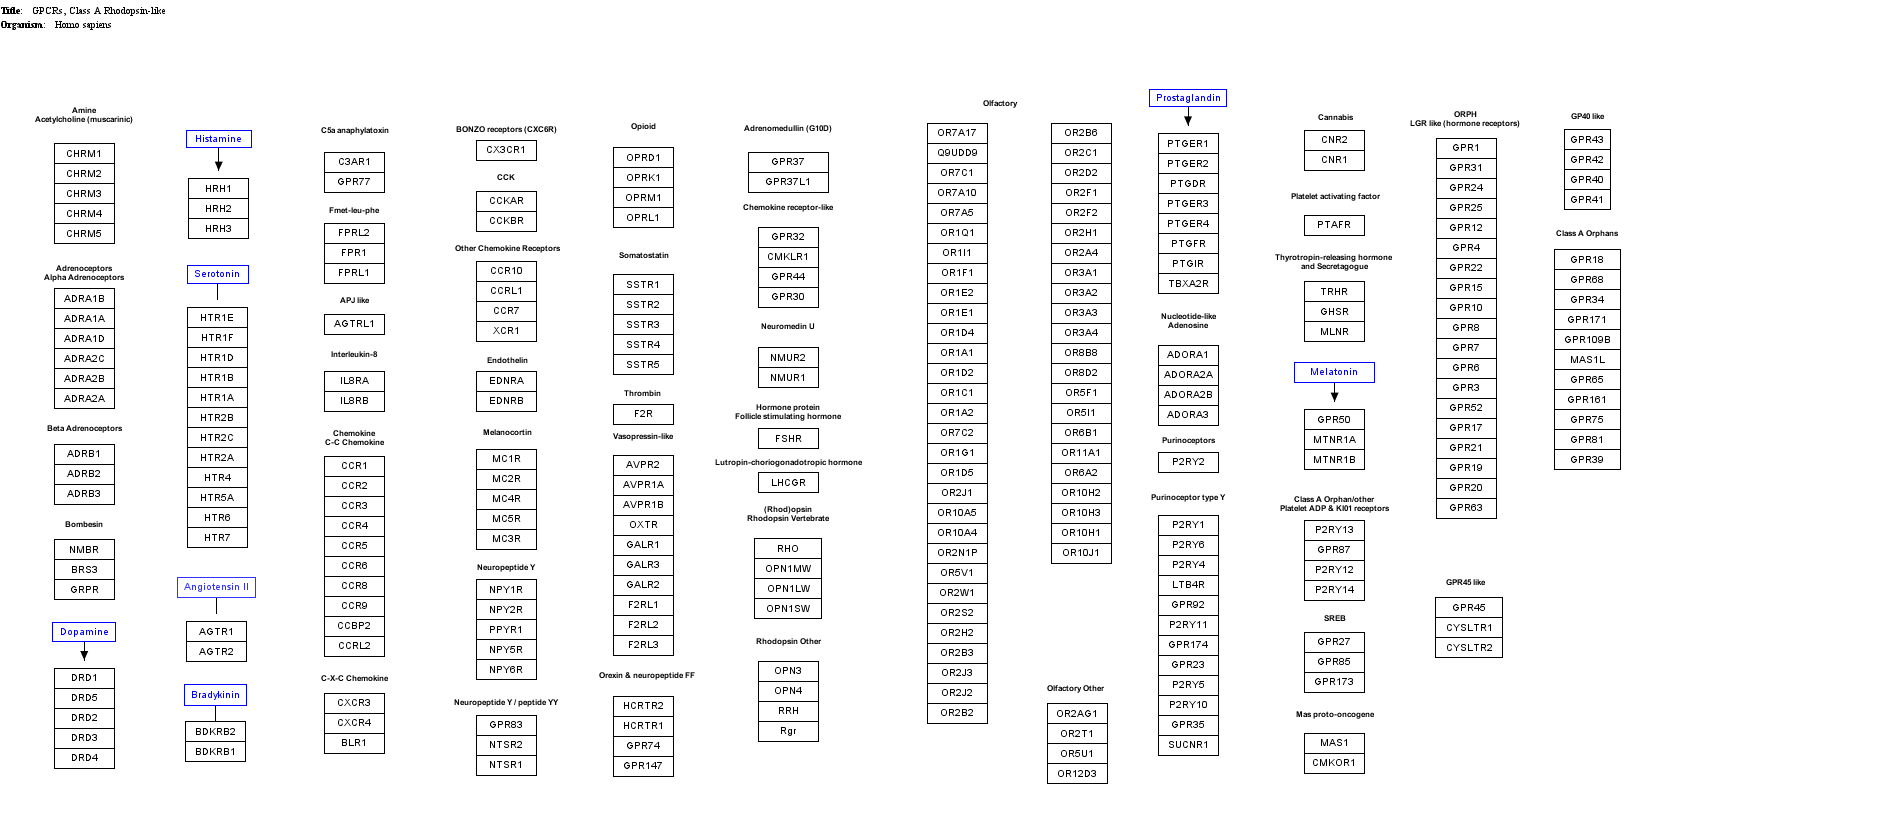 Title: GPCRs, Class A Rhodopsin-like
Organism: Homo sapiens
Amine
Acetylcholine (muscarinic)
CHRM1
CHRM2
CHRM3
CHRM4
CHRM5
Adrenoceptors
Alpha Adrenoceptors
ADRA1B
ADRA1A
ADRA1D
ADRA2C
ADRA2B
ADRA2A
Beta Adrenoceptors
ADRB1
ADRB2
ADRB3
Bombesin
NMBR
BRS3
GRPR
Dopamine
DRD1
DRD5
DRD2
DRD3
DRD4
Histamine
HRH1
HRH2
HRH3
Serotonin
HTR1E
HTR1F
HTR1D
HTR1B
HTR1A
HTR2B
HTR2C
HTR2A
HTR4
HTR5A
HTR6
HTR7
Angiotensin II
AGTR1
AGTR2
Bradykinin
BDKRB2
BDKRB1
C5a anaphylatoxin
C3AR1
GPR77
Fmet-leu-phe
FPRL2
FPR1
FPRL1
APJ like
AGTRL1
Interleukin-8
IL8RA
IL8RB
Chemokine
C-C Chemokine
CCR1
CCR2
CCR3
CCR4
CCR5
CCR6
CCR8
CCR9
CCBP2
CCRL2
C-X-C Chemokine
CXCR3
CXCR4
BLR1
BONZO receptors (CXC6R)
CX3CR1
CCK
CCKAR
CCKBR
Other Chemokine Receptors
CCR10
CCRL1
CCR7
XCR1
Endothelin
EDNRA
EDNRB
Melanocortin
MC1R
MC2R
MC4R
MC5R
MC3R
Neuropeptide Y
NPY1R
NPY2R
PPYR1
NPY5R
NPY6R
Neuropeptide Y / peptide YY
GPR83
NTSR2
NTSR1
Opioid
OPRD1
OPRK1
OPRM1
OPRL1
Somatostatin
SSTR1
SSTR2
SSTR3
SSTR4
SSTR5
Thrombin
F2R
Vasopressin-like
AVPR2
AVPR1A
AVPR1B
OXTR
GALR1
GALR3
GALR2
F2RL1
F2RL2
F2RL3
Orexin & neuropeptide FF
HCRTR2
HCRTR1
GPR74
GPR147
Adrenomedullin (G10D)
GPR37
GPR37L1
Chemokine receptor-like
GPR32
CMKLR1
GPR44
GPR30
Neuromedin U
NMUR2
NMUR1
Hormone protein
Follicle stimulating hormone
FSHR
Lutropin-choriogonadotropic hormone
LHCGR
(Rhod)opsin
Rhodopsin Vertebrate
RHO
OPN1MW
OPN1LW
OPN1SW
Rhodopsin Other
OPN3
OPN4
RRH
Rgr
Olfactory
OR7A17
Q9UDD9
OR7C1
OR7A10
OR7A5
OR1Q1
OR1I1
OR1F1
OR1E2
OR1E1
OR1D4
OR1A1
OR1D2
OR1C1
OR1A2
OR7C2
OR1G1
OR1D5
OR2J1
OR10A5
OR10A4
OR2N1P
OR5V1
OR2W1
OR2S2
OR2H2
OR2B3
OR2J3
OR2J2
OR2B2
OR2B6
OR2C1
OR2D2
OR2F1
OR2F2
OR2H1
OR2A4
OR3A1
OR3A2
OR3A3
OR3A4
OR8B8
OR8D2
OR5F1
OR5I1
OR6B1
OR11A1
OR6A2
OR10H2
OR10H3
OR10H1
OR10J1
Olfactory Other
OR2AG1
OR2T1
OR5U1
OR12D3
Prostaglandin
PTGER1
PTGER2
PTGDR
PTGER3
PTGER4
PTGFR
PTGIR
TBXA2R
Nucleotide-like
Adenosine
ADORA1
ADORA2A
ADORA2B
ADORA3
Purinoceptors
P2RY2
Purinoceptor type Y
P2RY1
P2RY6
P2RY4
LTB4R
GPR92
P2RY11
GPR174
GPR23
P2RY5
P2RY10
GPR35
SUCNR1
Cannabis
CNR2
CNR1
Platelet activating factor
PTAFR
Thyrotropin-releasing hormone
and Secretagogue
TRHR
GHSR
MLNR
Melatonin
GPR50
MTNR1A
MTNR1B
Class A Orphan/other
Platelet ADP & KI01 receptors
P2RY13
GPR87
P2RY12
P2RY14
SREB
GPR27
GPR85
GPR173
Mas proto-oncogene
MAS1
CMKOR1
ORPH
LGR like (hormone receptors)
GPR1
GPR31
GPR24
GPR25
GPR12
GPR4
GPR22
GPR15
GPR10
GPR8
GPR7
GPR6
GPR3
GPR52
GPR17
GPR21
GPR19
GPR20
GPR63
GPR45 like
GPR45
CYSLTR1
CYSLTR2
GP40 like
GPR43
GPR42
GPR40
GPR41
Class A Orphans
GPR18
GPR68
GPR34
GPR171
GPR109B
MAS1L
GPR65
GPR161
GPR75
GPR81
GPR39